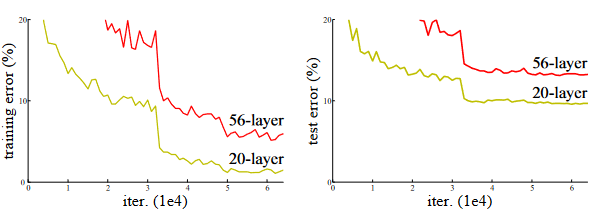 training error (%)
20
10
0
56-layer
20-layer
0 1 2 3 4 5 6
iter. (1e4)
test error (%)
20
10
0
56-layer
20-layer
0 1 2 3 4 5 6
iter. (1e4)